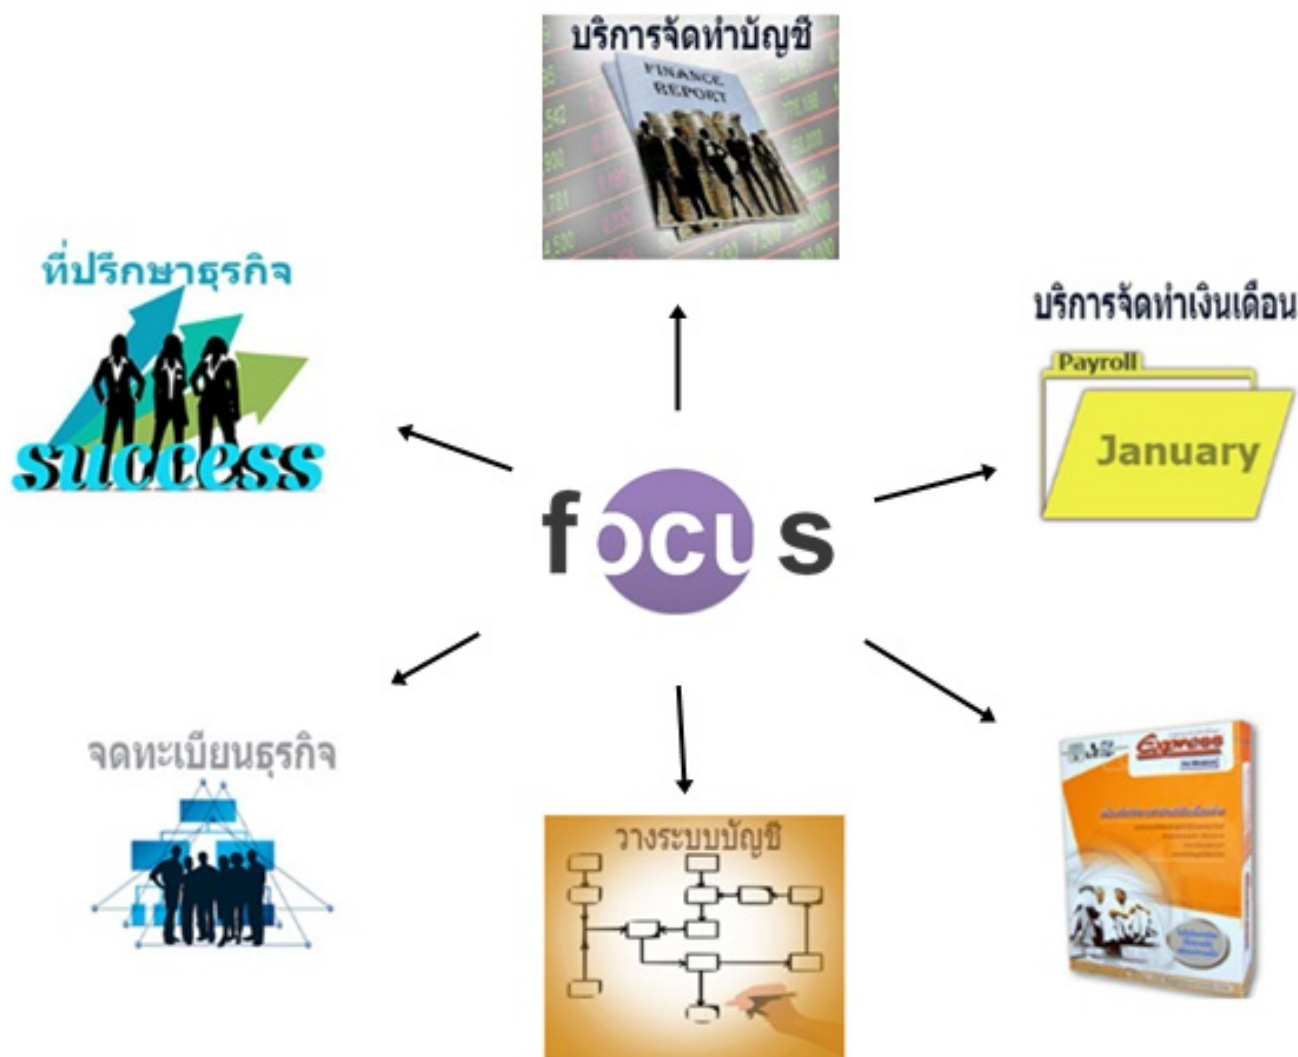 บริการจัดทำบัญชี
FINANCE
REPORT
ที่ปรึกษาธุรกิจ
success
บริการจัดทำเงินเดือน
Payroll
January
focus
จดทะเบียนธุรกิจ
วางระบบบัญชี
Express